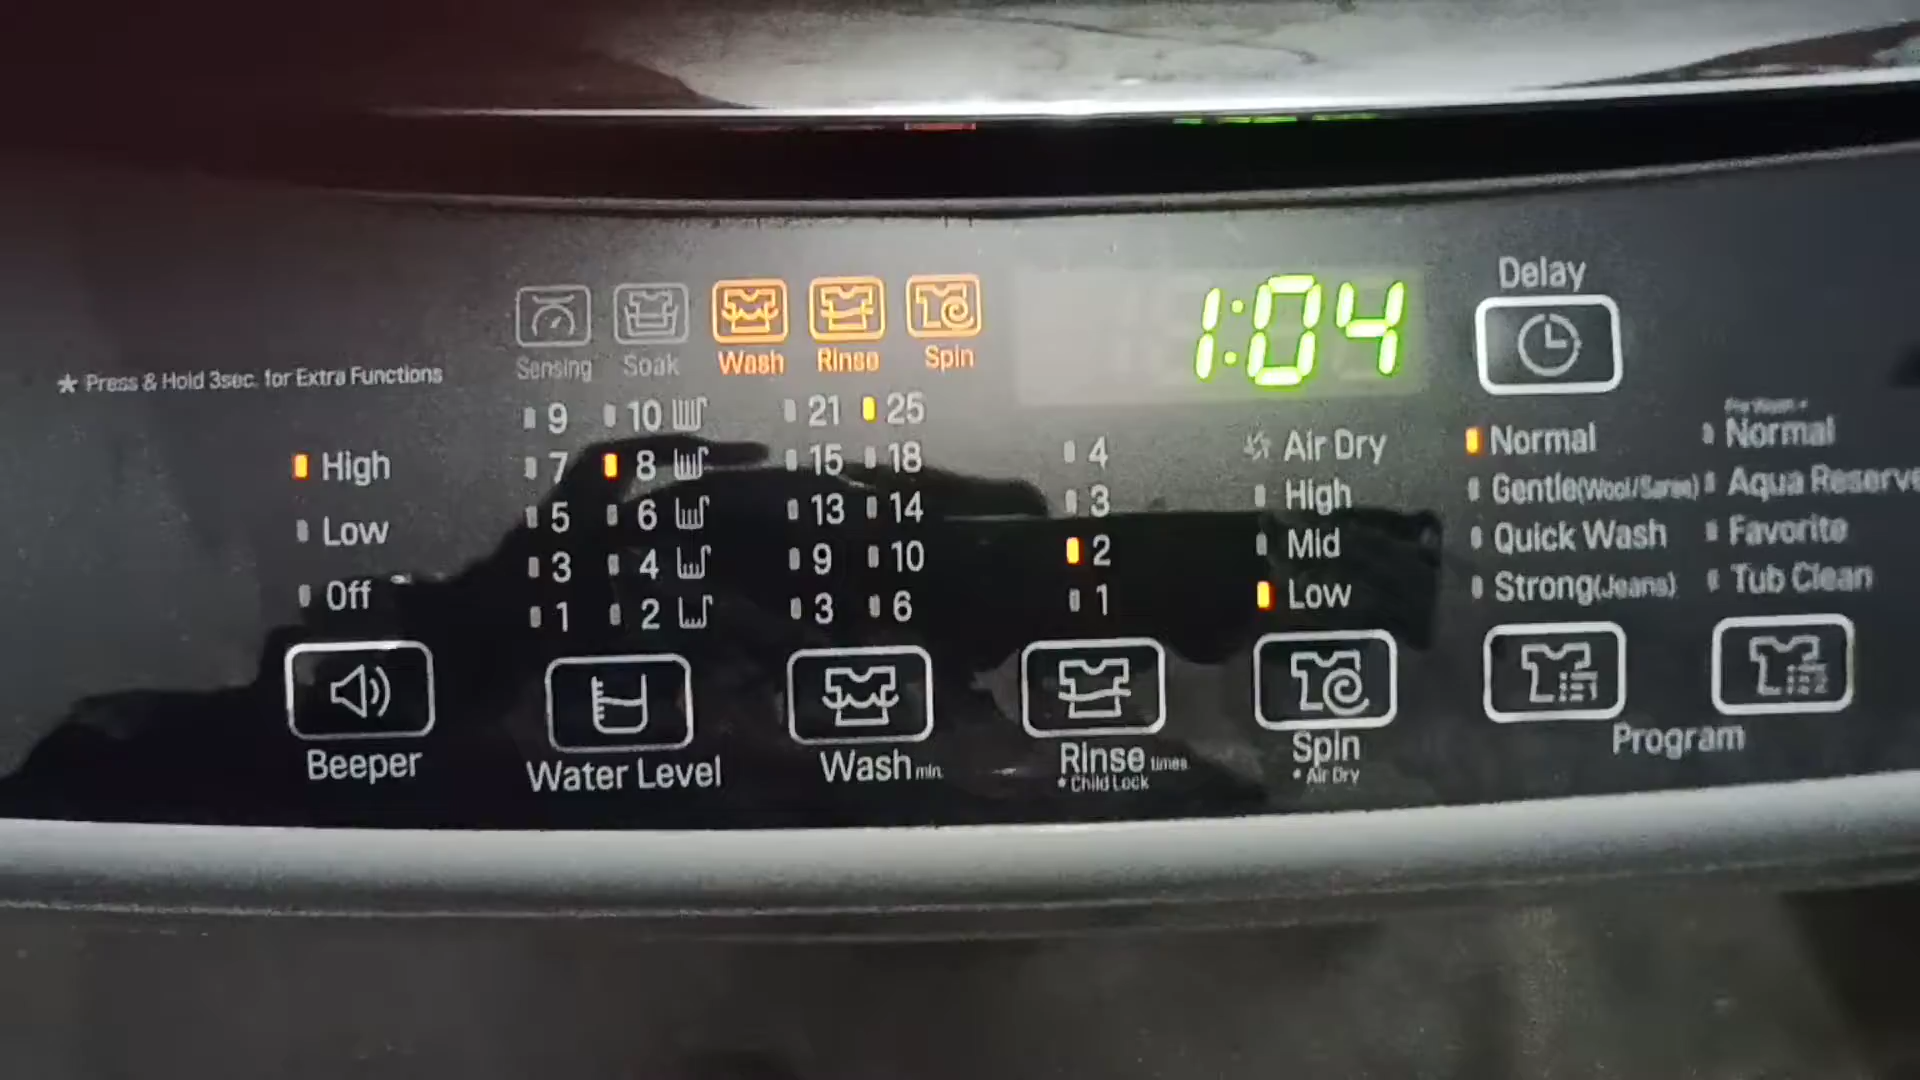 1:04
Delay
Sensing Soak Wash Rinse Spin
★ Press & Hold 3sec. for Extra Functions
High
Low
Off
Beeper
9 10
7 8
5 6
3 4
1 2
Water Level
21 25
15 18
13 14
9 10
3 6
Wash min.
4
3
2
1
Rinse times
* Child Lock
Air Dry
High
Mid
Low
Spin
* Air Dry
Normal
Gentle(Wool/Saree)
Quick Wash
Strong(Jeans)
Pre Wash +
Normal
Aqua Reserve
Favorite
Tub Clean
Program